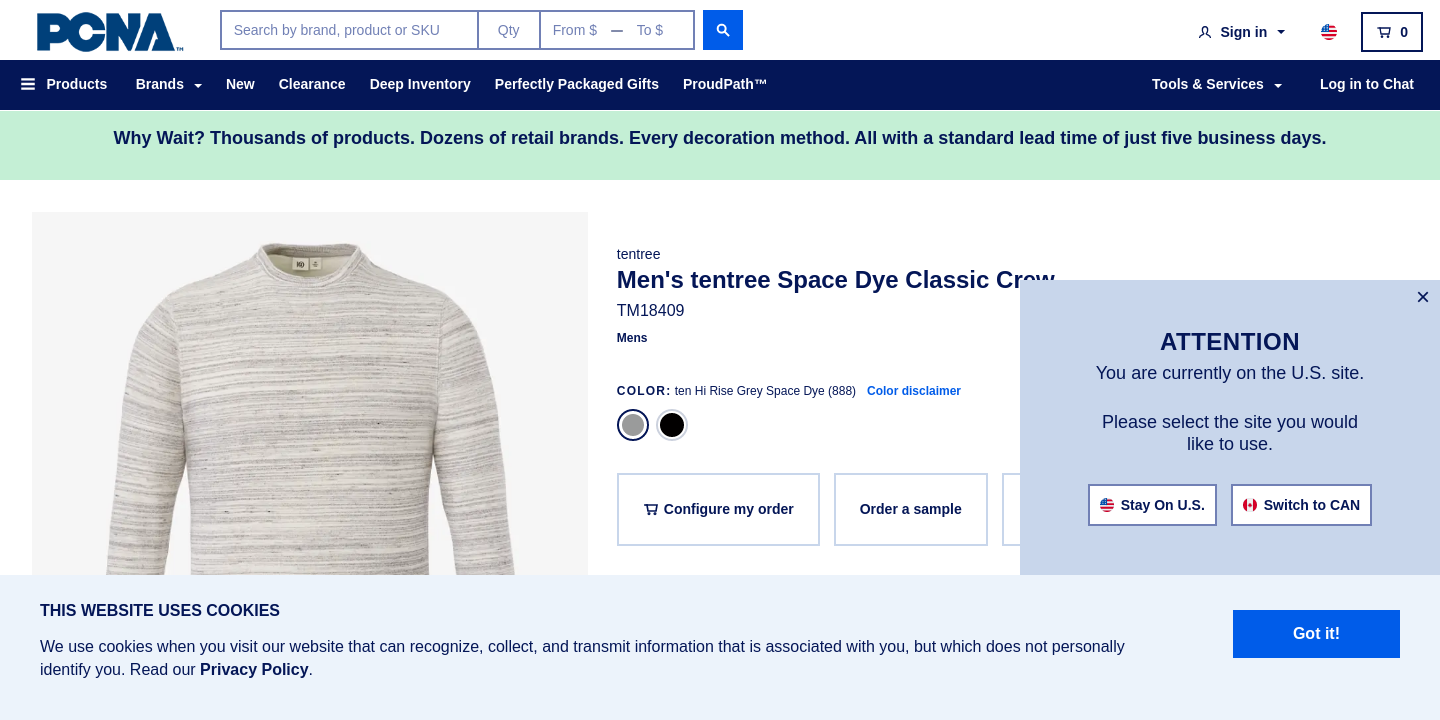 PCNA™
Search by brand, product or SKU
Qty
From $ — To $
Sign in
0
Products
Brands
New
Clearance
Deep Inventory
Perfectly Packaged Gifts
ProudPath™
Tools & Services
Log in to Chat
Why Wait? Thousands of products. Dozens of retail brands. Every decoration method. All with a standard lead time of just five business days.
tentree
Men's tentree Space Dye Classic Crew
TM18409
Mens
COLOR: ten Hi Rise Grey Space Dye (888) Color disclaimer
Configure my order
Order a sample
×
ATTENTION
You are currently on the U.S. site.
Please select the site you would
like to use.
Stay On U.S.
Switch to CAN
THIS WEBSITE USES COOKIES
We use cookies when you visit our website that can recognize, collect, and transmit information that is associated with you, but which does not personally
identify you. Read our Privacy Policy.
Got it!